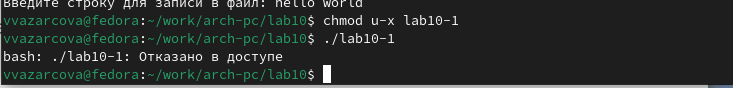 Введите строку для записи в файл: hello world
vvazarcova@fedora:~/work/arch-pc/lab10$ chmod u-x lab10-1
vvazarcova@fedora:~/work/arch-pc/lab10$ ./lab10-1
bash: ./lab10-1: Отказано в доступе
vvazarcova@fedora:~/work/arch-pc/lab10$